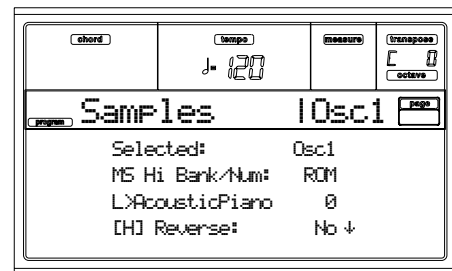 chord tempo measure transpose
♩= 120 C 0
octave
program Samples |Osc1 page
Selected: Osc1
MS Hi Bank/Num: ROM
L>AcousticPiano 0
[H] Reverse: No ↓